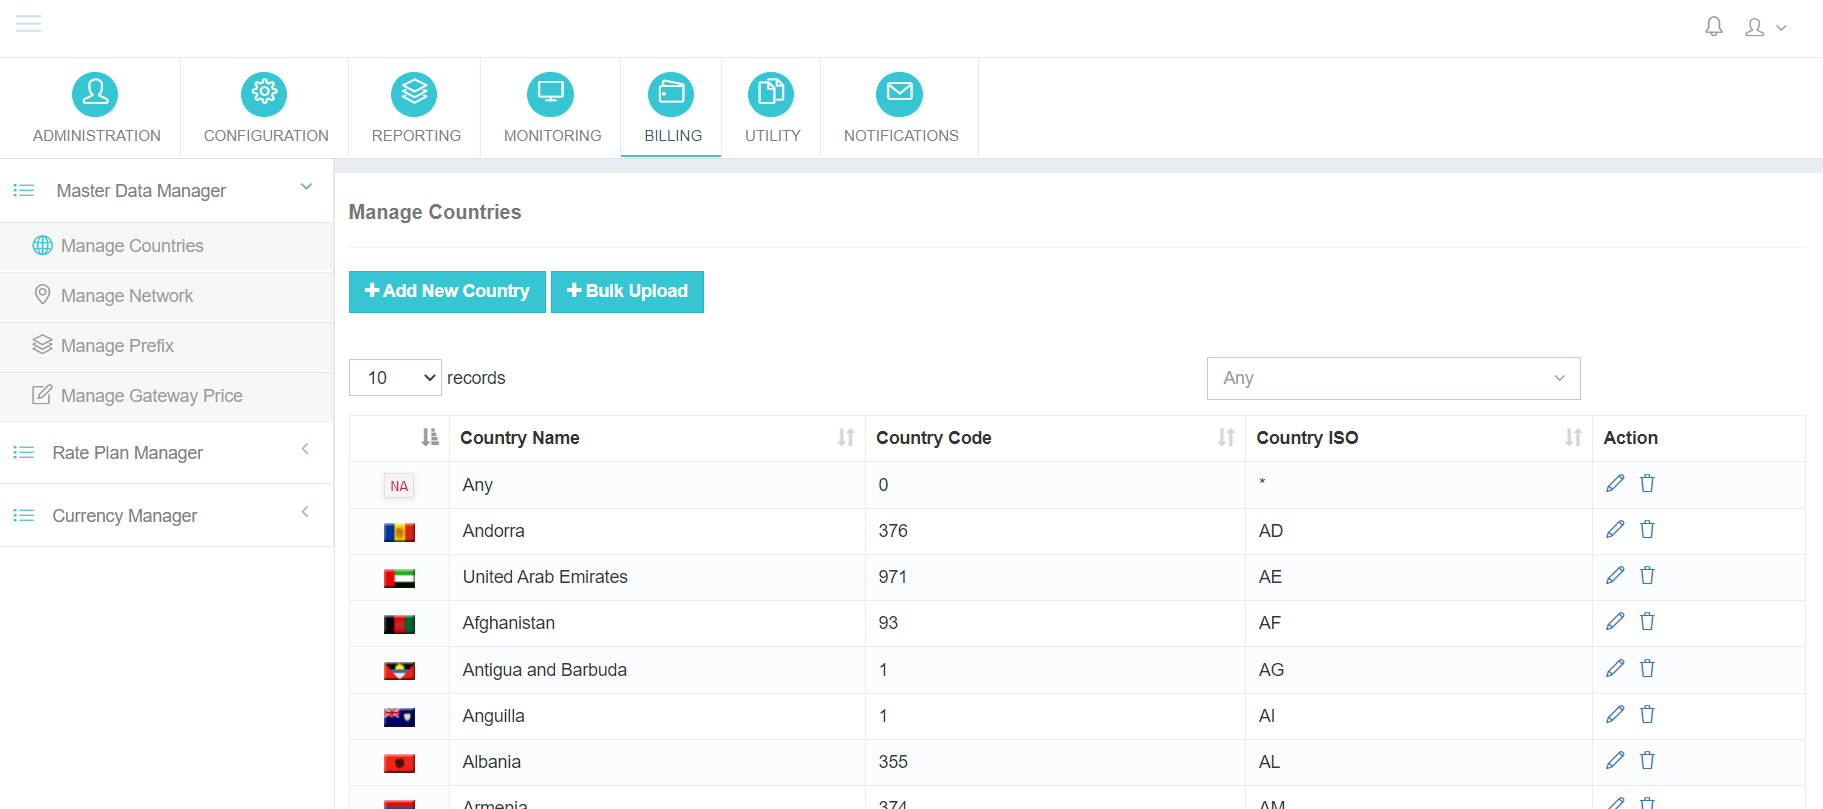 ADMINISTRATION
CONFIGURATION
REPORTING
MONITORING
BILLING
UTILITY
NOTIFICATIONS
Master Data Manager
Manage Countries
Manage Network
Manage Prefix
Manage Gateway Price
Rate Plan Manager
Currency Manager
Manage Countries
Add New Country
Bulk Upload
10 records
Any
Country Name Country Code Country ISO Action
NA Any 0 *
Andorra 376 AD
United Arab Emirates 971 AE
Afghanistan 93 AF
Antigua and Barbuda 1 AG
Anguilla 1 AI
Albania 355 AL
Armenia 374 AM